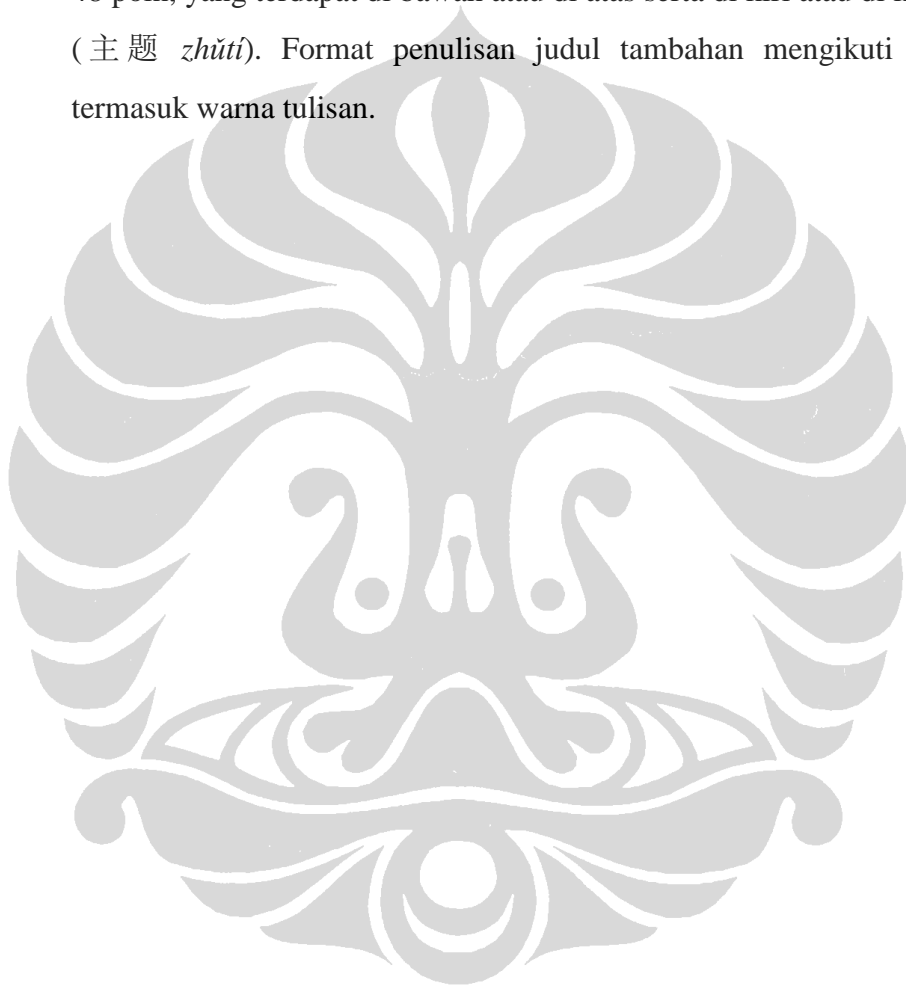 poin, yang terdapat di bawah atau di atas serta di kiri atau di
(主题 zhŭtí). Format penulisan judul tambahan mengikuti
termasuk warna tulisan.